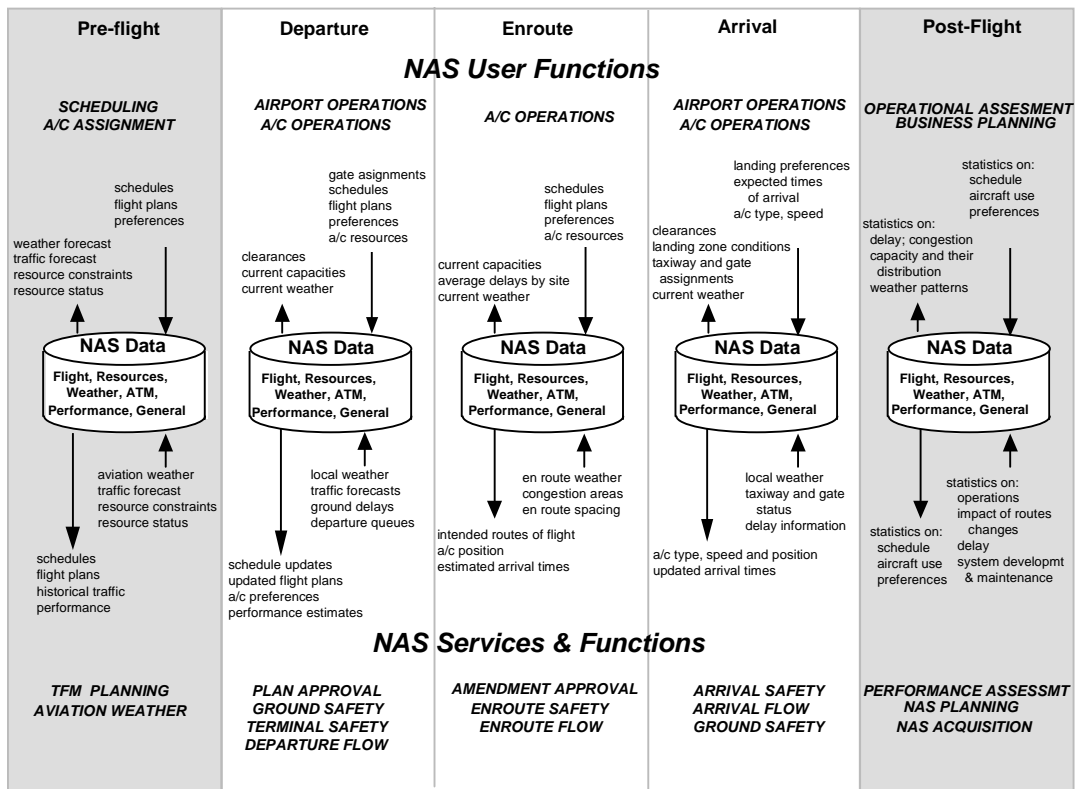 Pre-flight
Departure
Enroute
Arrival
Post-Flight
NAS User Functions
SCHEDULING
A/C ASSIGNMENT
AIRPORT OPERATIONS
A/C OPERATIONS
A/C OPERATIONS
AIRPORT OPERATIONS
A/C OPERATIONS
OPERATIONAL ASSESMENT
BUSINESS PLANNING
schedules
flight plans
preferences
weather forecast
traffic forecast
resource constraints
resource status
gate asignments
schedules
flight plans
preferences
a/c resources
clearances
current capacities
current weather
schedules
flight plans
preferences
a/c resources
current capacities
average delays by site
current weather
landing preferences
expected times
of arrival
a/c type, speed
clearances
landing zone conditions
taxiway and gate
assignments
current weather
statistics on:
schedule
aircraft use
preferences
statistics on:
delay; congestion
capacity and their
distribution
weather patterns
NAS Data
Flight, Resources,
Weather, ATM,
Performance, General
NAS Data
Flight, Resources,
Weather, ATM,
Performance, General
NAS Data
Flight, Resources,
Weather, ATM,
Performance, General
NAS Data
Flight, Resources,
Weather, ATM,
Performance, General
NAS Data
Flight, Resources,
Weather, ATM,
Performance, General
aviation weather
traffic forecast
resource constraints
resource status
schedules
flight plans
historical traffic
performance
local weather
traffic forecasts
ground delays
departure queues
schedule updates
updated flight plans
a/c preferences
performance estimates
en route weather
congestion areas
en route spacing
intended routes of flight
a/c position
estimated arrival times
local weather
taxiway and gate
status
delay information
a/c type, speed and position
updated arrival times
statistics on:
operations
impact of routes
changes
delay
system developmt
& maintenance
statistics on:
schedule
aircraft use
preferences
NAS Services & Functions
TFM PLANNING
AVIATION WEATHER
PLAN APPROVAL
GROUND SAFETY
TERMINAL SAFETY
DEPARTURE FLOW
AMENDMENT APPROVAL
ENROUTE SAFETY
ENROUTE FLOW
ARRIVAL SAFETY
ARRIVAL FLOW
GROUND SAFETY
PERFORMANCE ASSESSMT
NAS PLANNING
NAS ACQUISITION